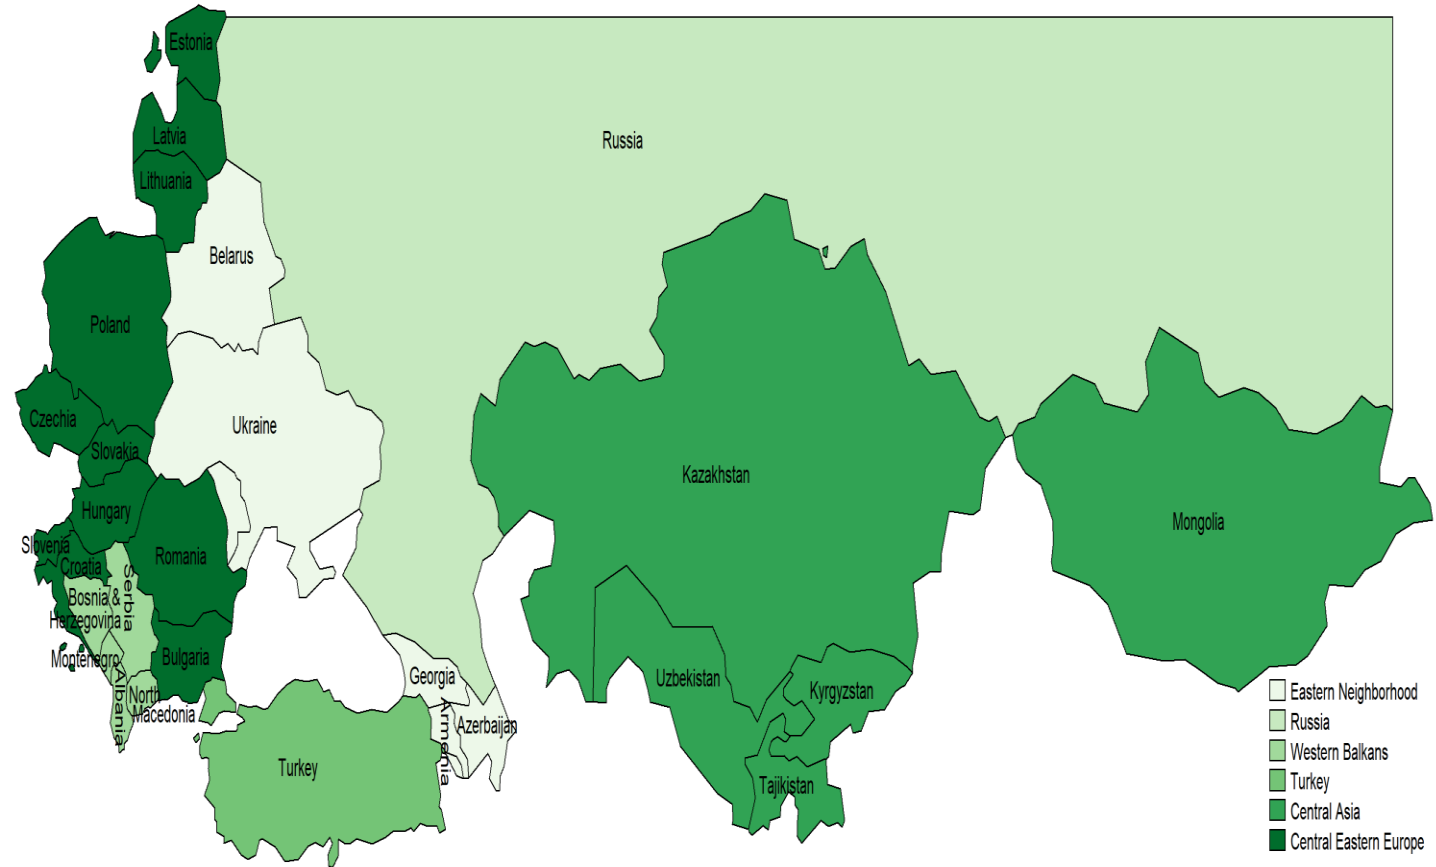 Estonia
Russia
Latvia
Lithuania
Belarus
Poland
Czechia
Ukraine
Slovakia
Kazakhstan
Hungary
Mongolia
Slovenia
Romania
Croatia
Serbia
Bosnia &
Herzegovina
Montenegro
Bulgaria
Albania
North
Macedonia
Georgia
Armenia
Azerbaijan
Uzbekistan
Kyrgyzstan
Turkey
Tajikistan
Eastern Neighborhood
Russia
Western Balkans
Turkey
Central Asia
Central Eastern Europe